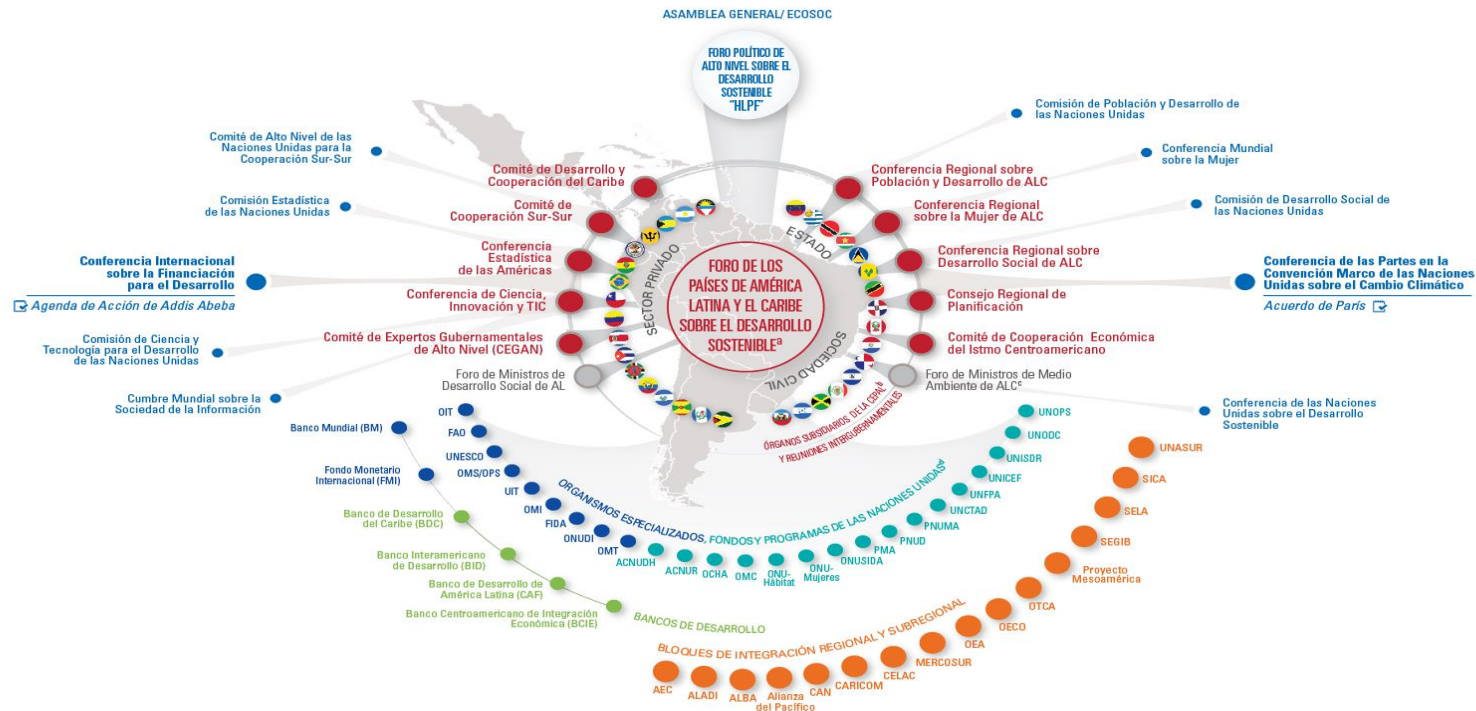 ASAMBLEA GENERAL/ ECOSOC
FORO POLÍTICO DE
ALTO NIVEL SOBRE EL
DESARROLLO
SOSTENIBLE
"HLPF"
Comité de Alto Nivel de las
Naciones Unidas para la
Cooperación Sur-Sur
Comisión Estadística
de las Naciones Unidas
Conferencia Internacional
sobre la Financiación
para el Desarrollo
Agenda de Acción de Addis Abeba
Comisión de Ciencia y
Tecnología para el Desarrollo
de las Naciones Unidas
Cumbre Mundial sobre la
Sociedad de la Información
Comité de Desarrollo y
Cooperación del Caribe
Comité de
Cooperación Sur-Sur
Conferencia
Estadística
de las Américas
Conferencia de Ciencia,
Innovación y TIC
Comité de Expertos Gubernamentales
de Alto Nivel (CEGAN)
Foro de Ministros de
Desarrollo Social de AL
SECTOR PRIVADO
ESTADO
SOCIEDAD CIVIL
FORO DE LOS
PAÍSES DE AMÉRICA
LATINA Y EL CARIBE
SOBRE EL DESARROLLO
SOSTENIBLEª
Conferencia Regional sobre
Población y Desarrollo de ALC
Conferencia Regional
sobre la Mujer de ALC
Conferencia Regional sobre
Desarrollo Social de ALC
Consejo Regional de
Planificación
Comité de Cooperación Económica
del Istmo Centroamericano
Foro de Ministros de Medio
Ambiente de ALCᶜ
ÓRGANOS SUBSIDIARIOS DE LA CEPALᵇ
Y REUNIONES INTERGUBERNAMENTALES
Comisión de Población y Desarrollo de
las Naciones Unidas
Conferencia Mundial
sobre la Mujer
Comisión de Desarrollo Social de
las Naciones Unidas
Conferencia de las Partes en la
Convención Marco de las Naciones
Unidas sobre el Cambio Climático
Acuerdo de París
Conferencia de las Naciones
Unidas sobre el Desarrollo
Sostenible
OIT
FAO
UNESCO
OMS/OPS
UIT
OMI
FIDA
ONUDI
OMT
ACNUDH
ACNUR
OCHA
OMC
ONU-
Hábitat
ONU-
Mujeres
ONUSIDA
PMA
PNUD
PNUMA
UNCTAD
UNFPA
UNICEF
UNISDR
UNODC
UNOPS
ORGANISMOS ESPECIALIZADOS, FONDOS Y PROGRAMAS DE LAS NACIONES UNIDASᵈ
Banco Mundial (BM)
Fondo Monetario
Internacional (FMI)
Banco de Desarrollo
del Caribe (BDC)
Banco Interamericano
de Desarrollo (BID)
Banco de Desarrollo de
América Latina (CAF)
Banco Centroamericano de Integración
Económica (BCIE)
BANCOS DE DESARROLLO
BLOQUES DE INTEGRACIÓN REGIONAL Y SUBREGIONAL
AEC
ALADI
ALBA
Alianza
del Pacífico
CAN
CARICOM
CELAC
MERCOSUR
OEA
OECO
OTCA
Proyecto
Mesoamérica
SEGIB
SELA
SICA
UNASUR